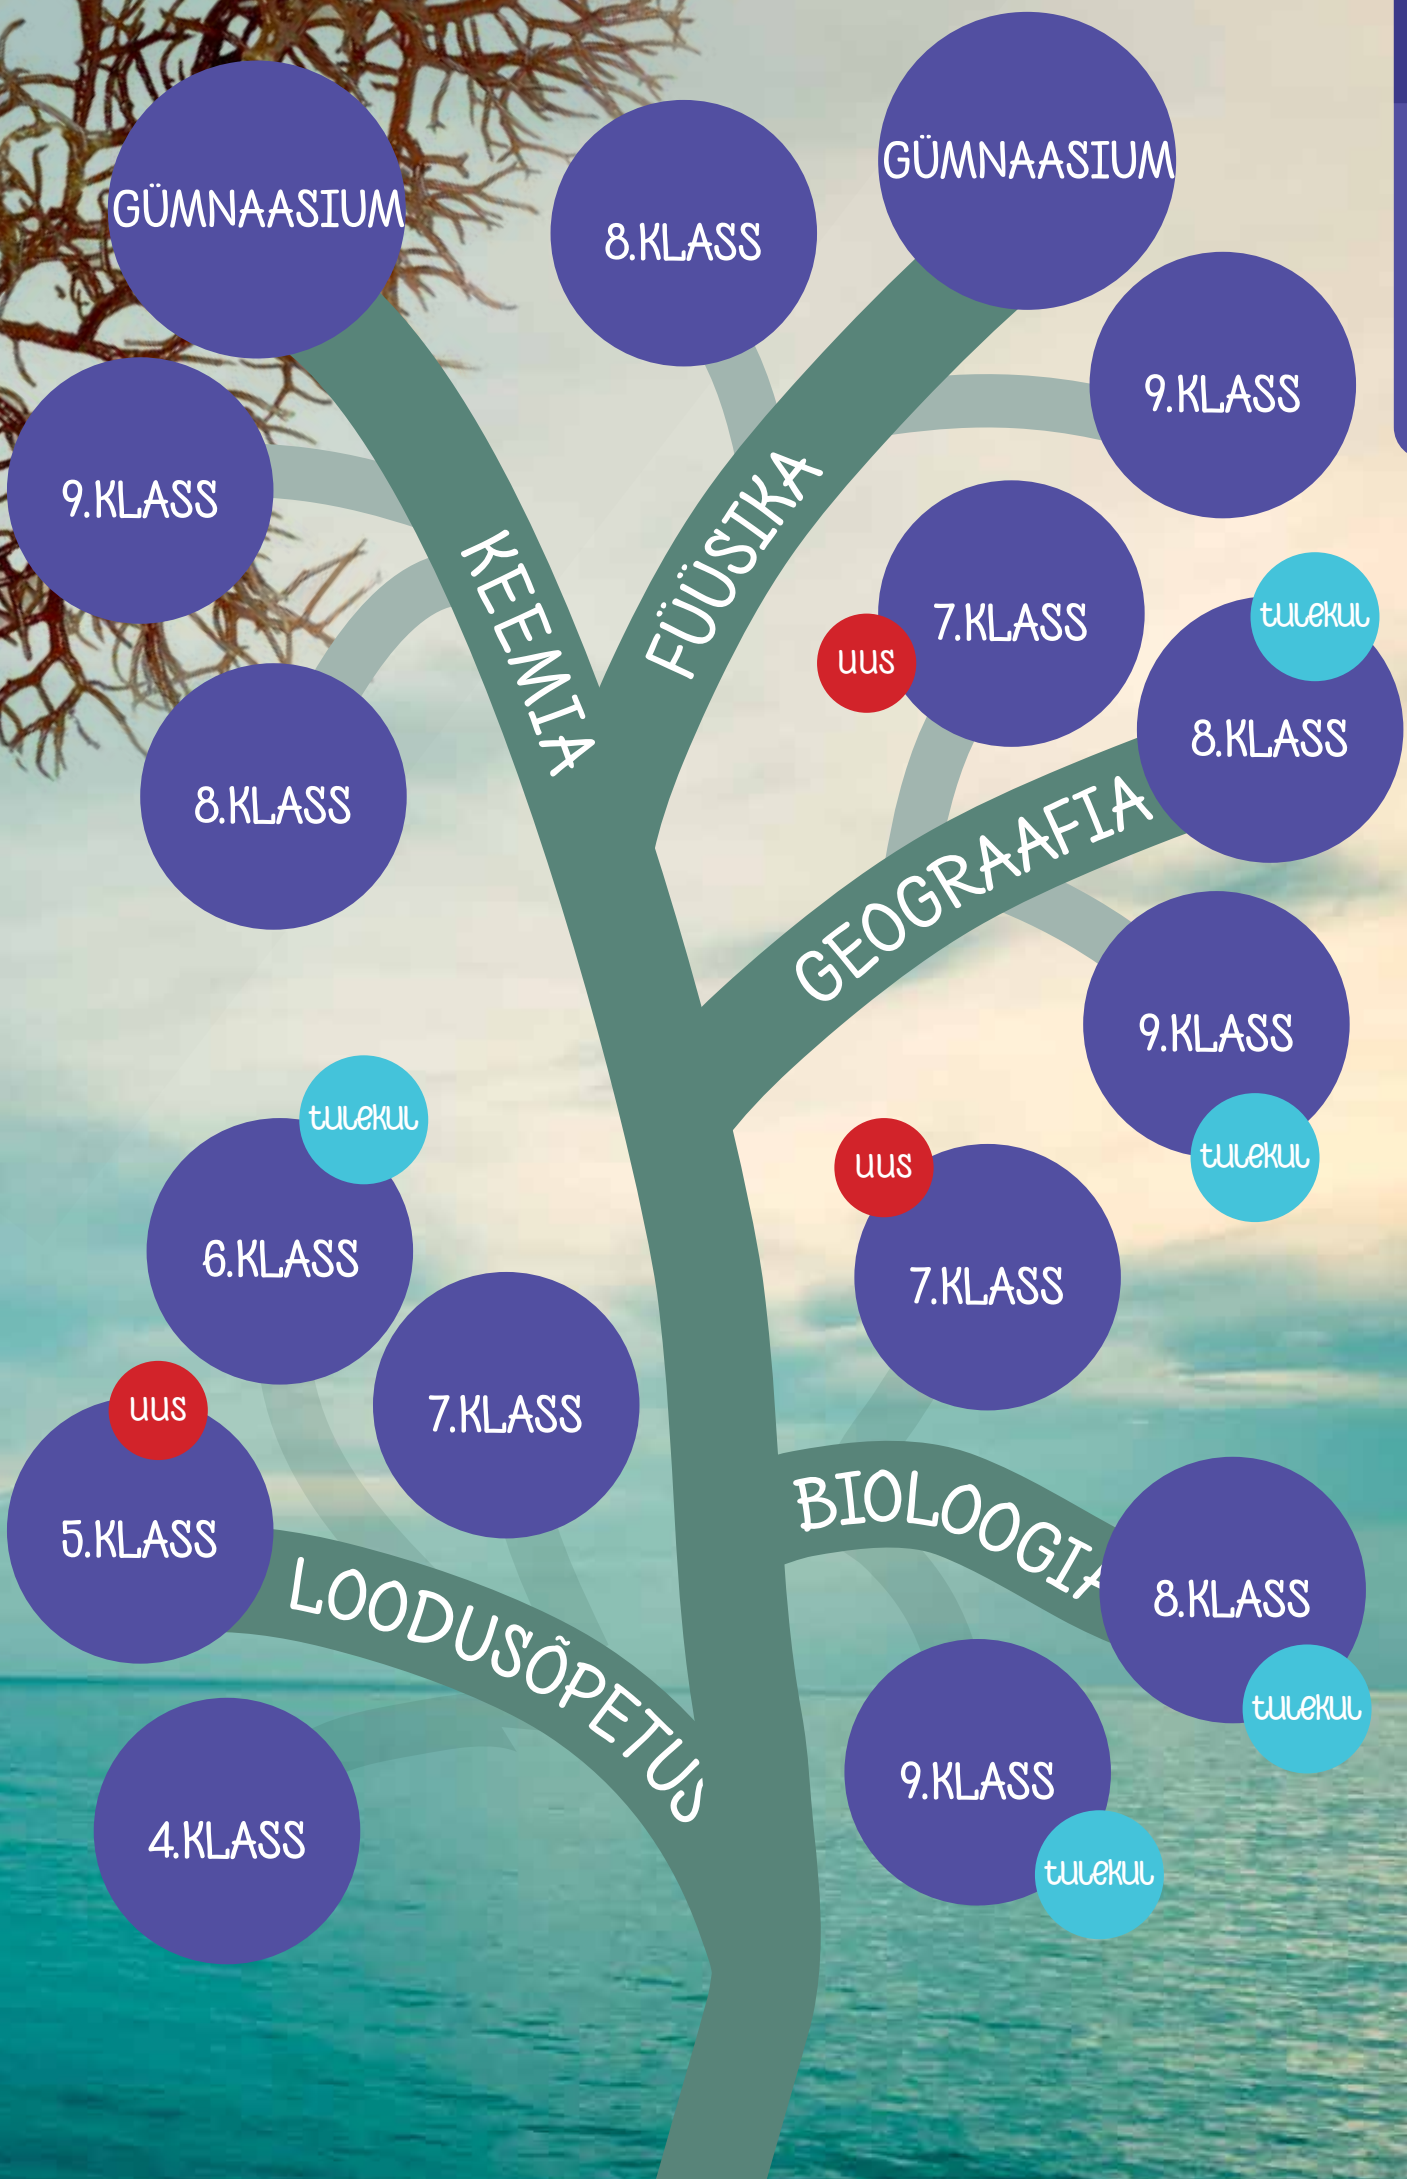 GÜMNAASIUM
GÜMNAASIUM
8.KLASS
9.KLASS
9.KLASS
KEEMIA
FÜÜSIKA
7.KLASS
uus
tulekul
8.KLASS
8.KLASS
GEOGRAAFIA
9.KLASS
tulekul
tulekul
6.KLASS
uus
7.KLASS
7.KLASS
uus
5.KLASS
LOODUSÕPETUS
BIOLOOGIA
8.KLASS
tulekul
4.KLASS
9.KLASS
tulekul